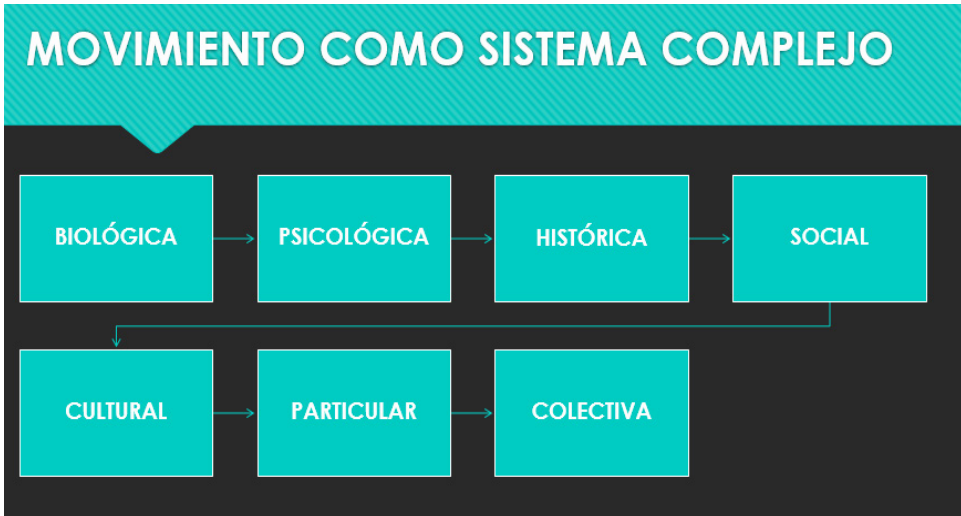 MOVIMIENTO COMO SISTEMA COMPLEJO
BIOLÓGICA
PSICOLÓGICA
HISTÓRICA
SOCIAL
CULTURAL
PARTICULAR
COLECTIVA